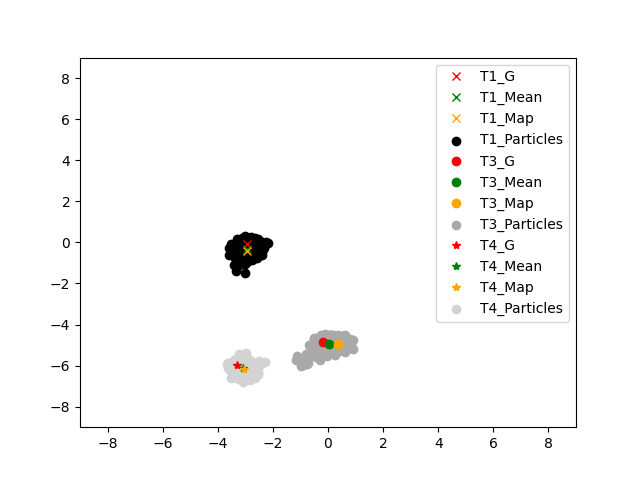 8
6
4
2
0
−2
−4
−6
−8
−8 −6 −4 −2 0 2 4 6 8
T1_G
T1_Mean
T1_Map
T1_Particles
T3_G
T3_Mean
T3_Map
T3_Particles
T4_G
T4_Mean
T4_Map
T4_Particles